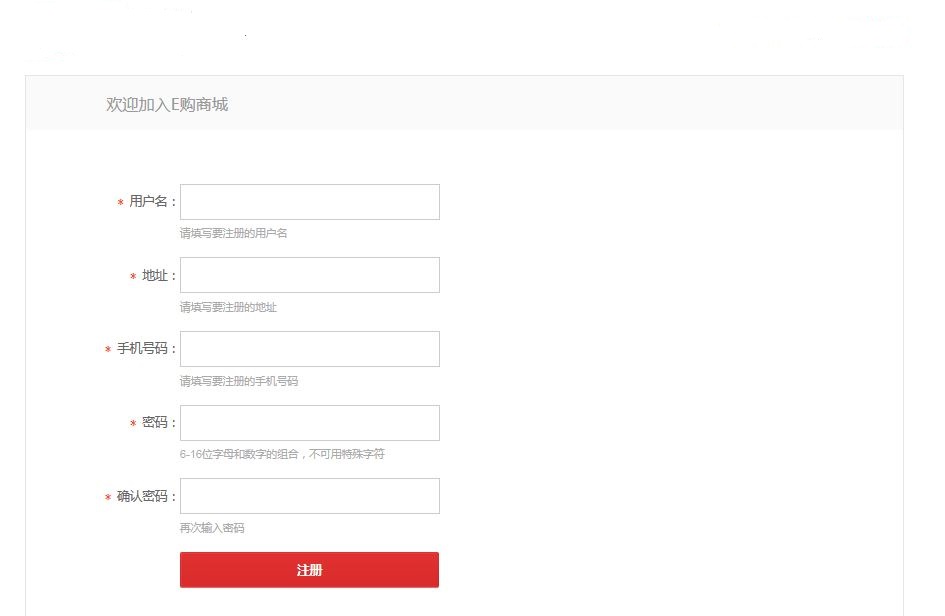 欢迎加入E购商城
* 用户名：
请填写要注册的用户名
* 地址：
请填写要注册的地址
* 手机号码：
请填写要注册的手机号码
* 密码：
6-16位字母和数字的组合，不可用特殊字符
* 确认密码：
再次输入密码
注册